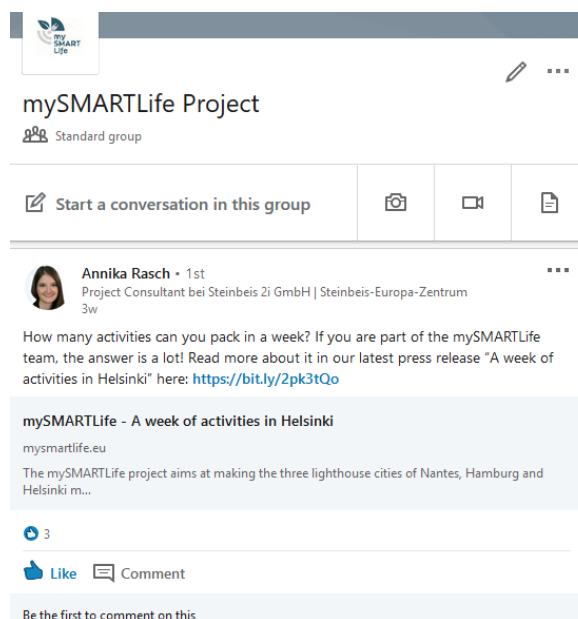 my
SMART
Life
mySMARTLife Project
Standard group
Start a conversation in this group
Annika Rasch • 1st
Project Consultant bei Steinbeis 2i GmbH | Steinbeis-Europa-Zentrum
3w
How many activities can you pack in a week? If you are part of the mySMARTLife
team, the answer is a lot! Read more about it in our latest press release "A week of
activities in Helsinki" here: https://bit.ly/2pk3tQo
mySMARTLife - A week of activities in Helsinki
mysmartlife.eu
The mySMARTLife project aims at making the three lighthouse cities of Nantes, Hamburg and
Helsinki m...
3
Like Comment
Be the first to comment on this